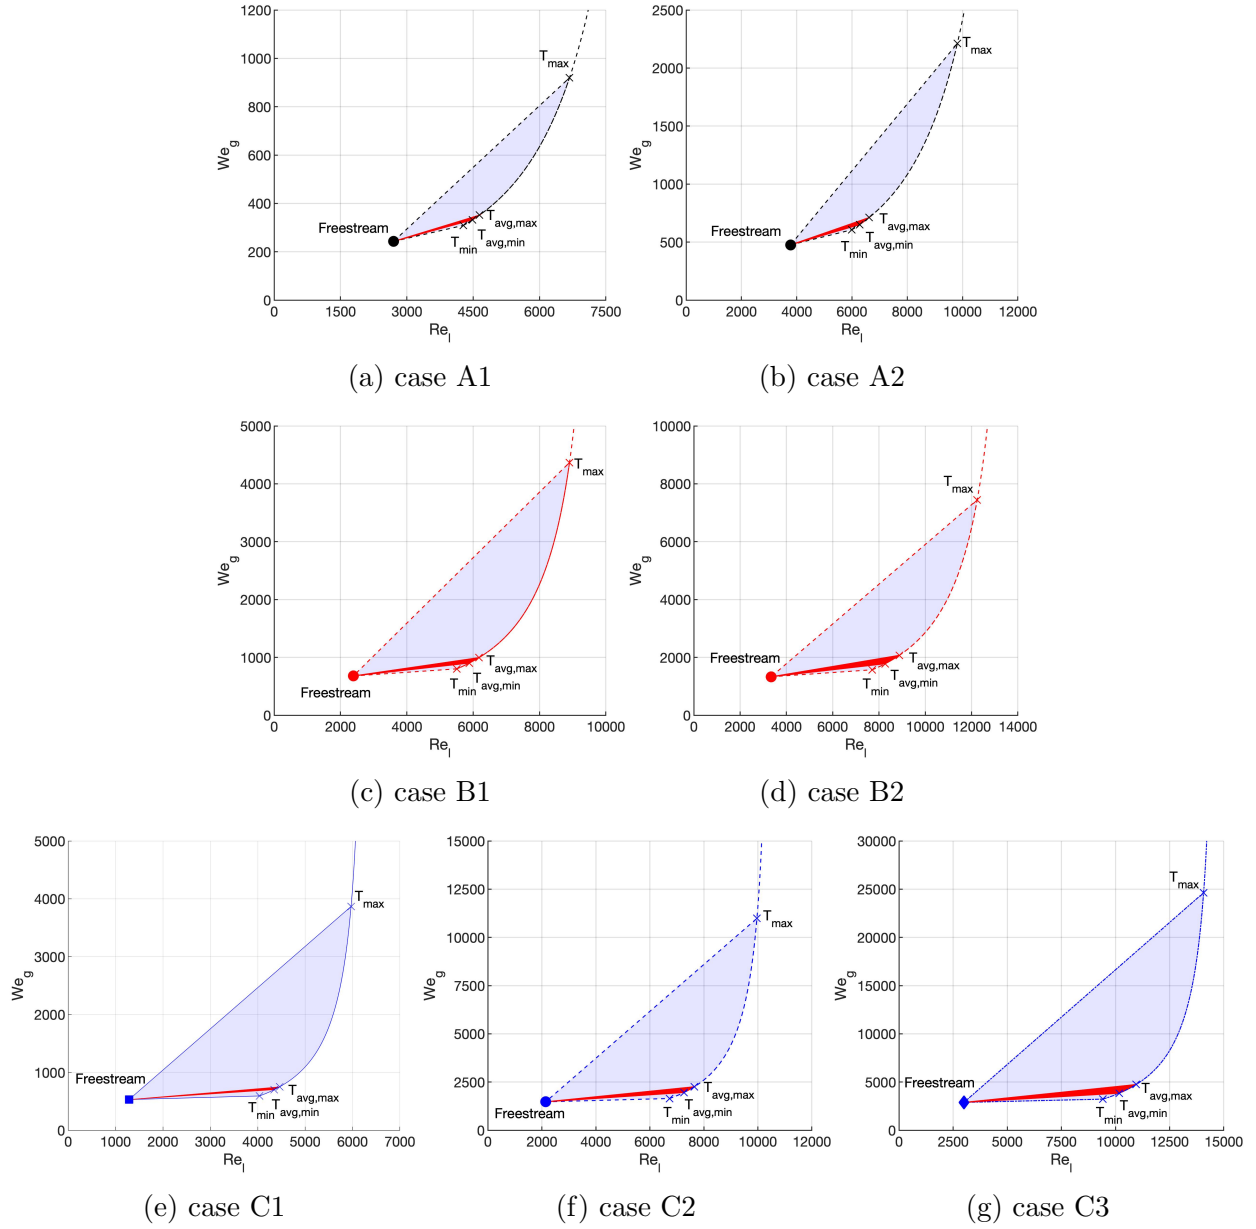 1200
1000
800
600
400
200
0
We_g
T_max
Freestream
T_avg,max
T_avg,min
T_min
0 1500 3000 4500 6000 7500
Re_l
(a) case A1
2500
2000
1500
1000
500
0
We_g
T_max
Freestream
T_avg,max
T_avg,min
T_min
0 2000 4000 6000 8000 10000 12000
Re_l
(b) case A2
5000
4000
3000
2000
1000
0
We_g
T_max
Freestream
T_avg,max
T_avg,min
T_min
0 2000 4000 6000 8000 10000
Re_l
(c) case B1
10000
8000
6000
4000
2000
0
We_g
T_max
Freestream
T_avg,max
T_avg,min
T_min
0 2000 4000 6000 8000 10000 12000 14000
Re_l
(d) case B2
5000
4000
3000
2000
1000
0
We_g
T_max
Freestream
T_avg,max
T_avg,min
T_min
0 1000 2000 3000 4000 5000 6000 7000
Re_l
(e) case C1
15000
12500
10000
7500
5000
2500
0
We_g
T_max
Freestream
T_avg,max
T_avg,min
T_min
0 2000 4000 6000 8000 10000 12000
Re_l
(f) case C2
30000
25000
20000
15000
10000
5000
0
We_g
T_max
Freestream
T_avg,max
T_avg,min
T_min
0 2500 5000 7500 10000 12500 15000
Re_l
(g) case C3